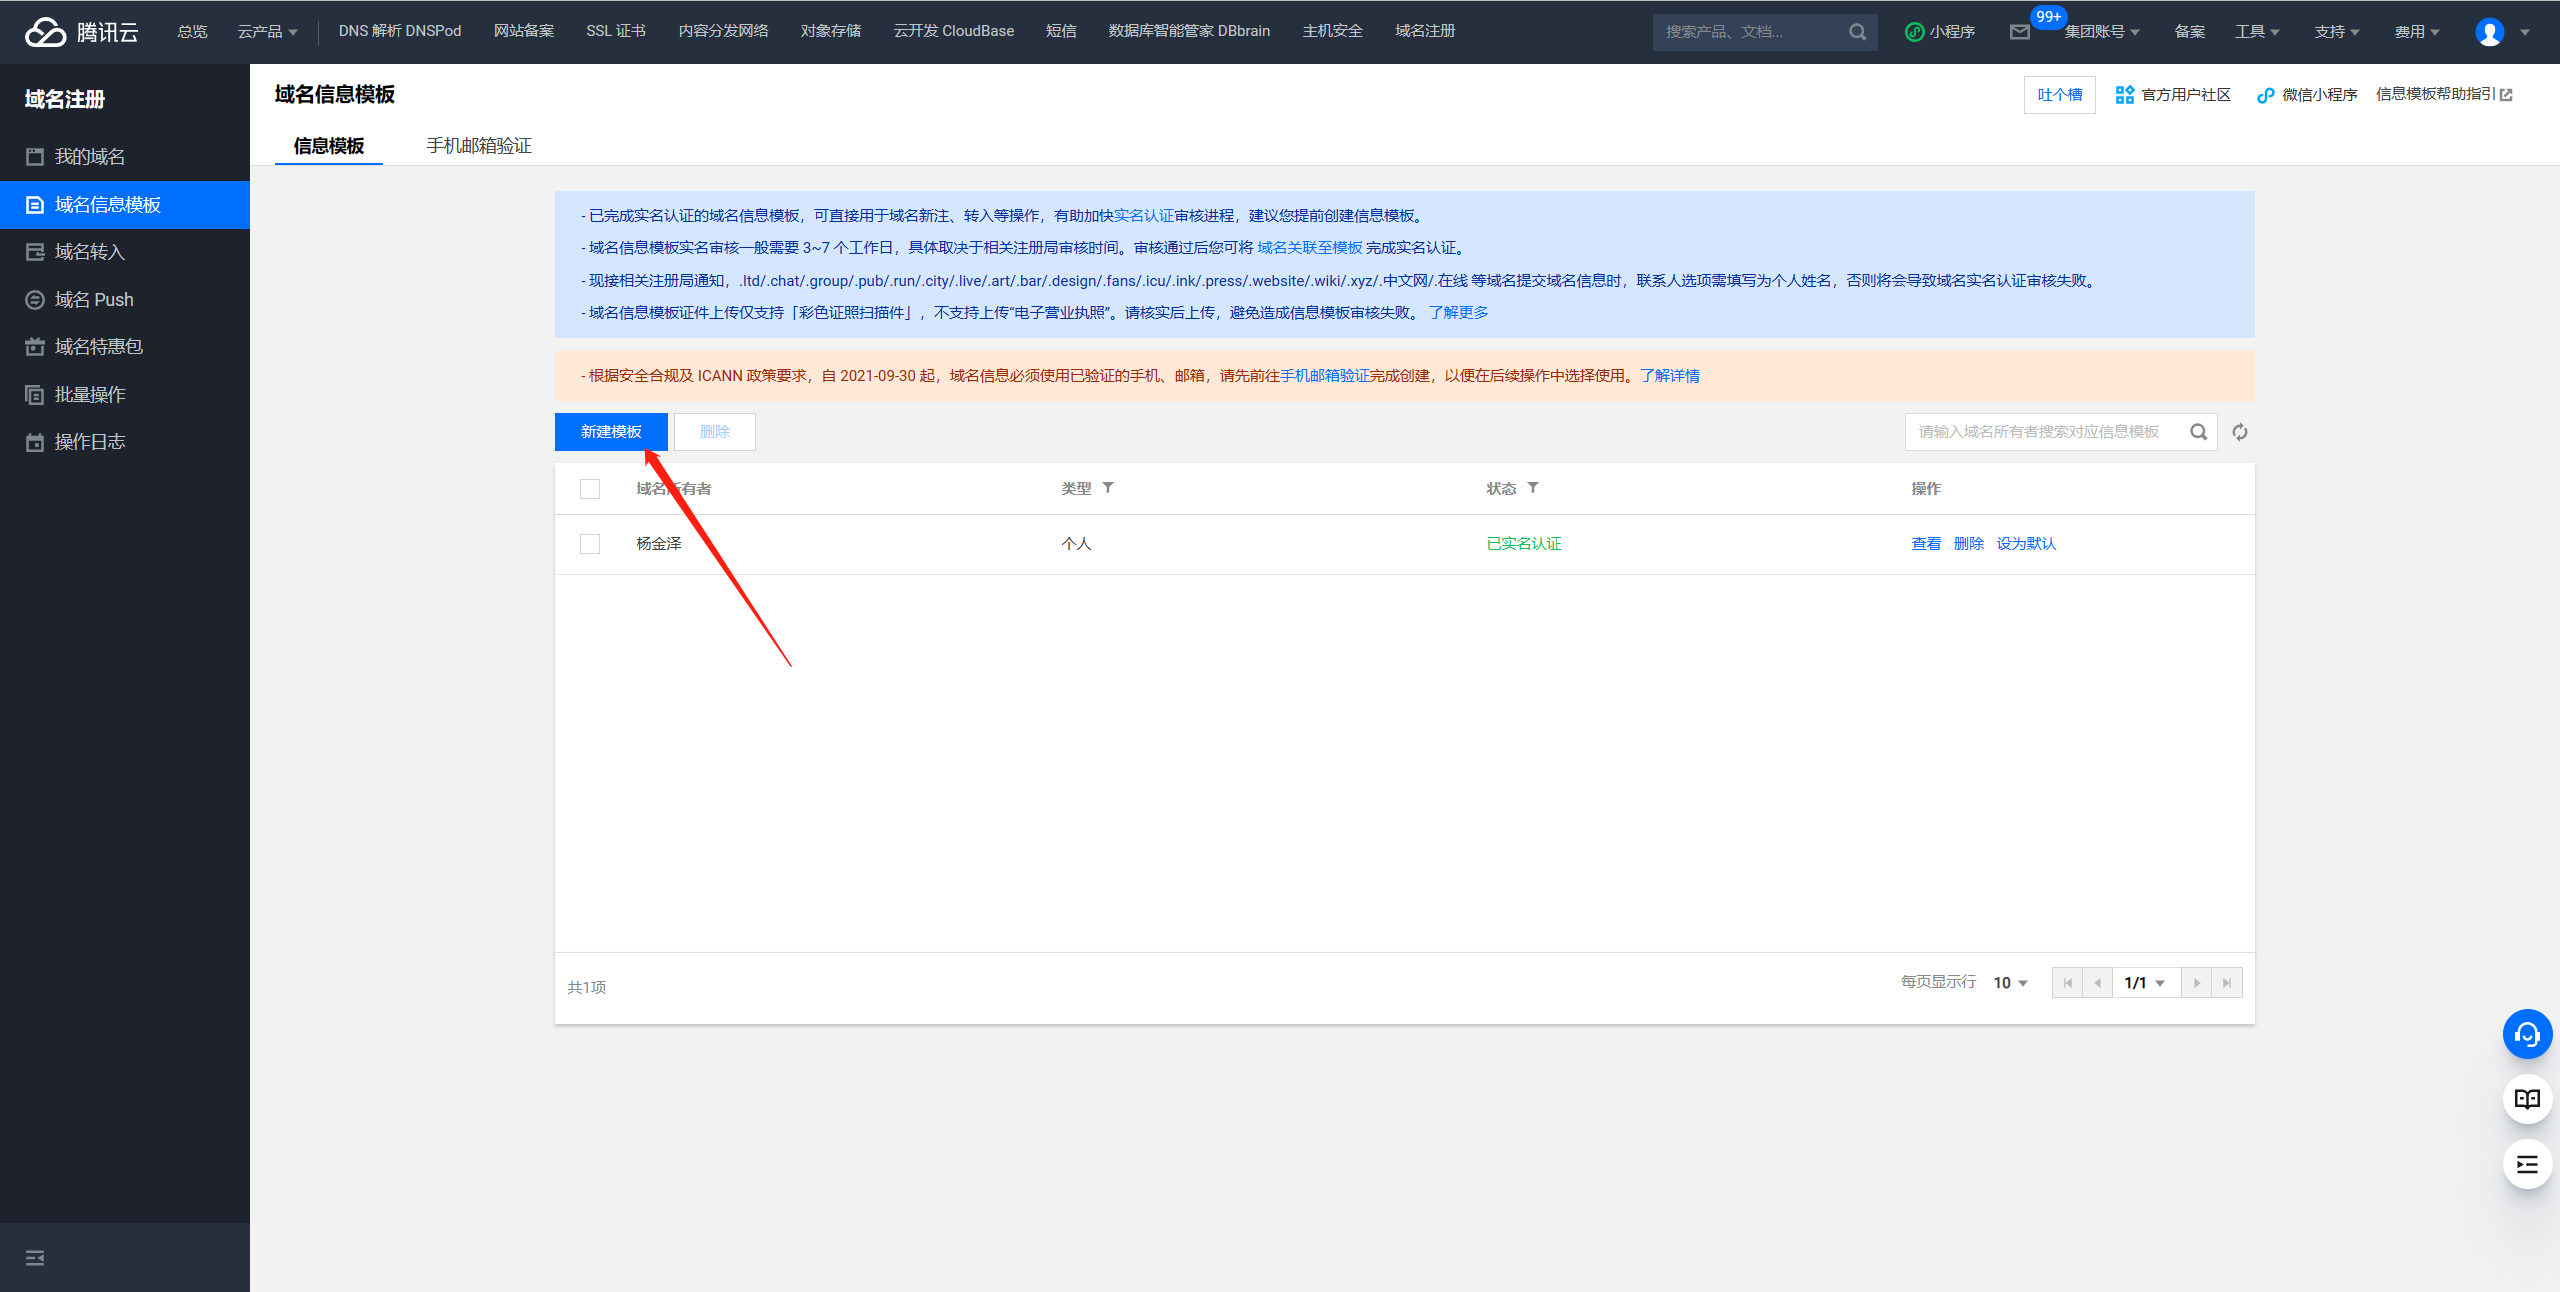 腾讯云 总览 云产品 DNS 解析 DNSPod 网站备案 SSL 证书 内容分发网络 对象存储 云开发 CloudBase 短信 数据库智能管家 DBbrain 主机安全 域名注册 搜索产品、文档... 小程序 99+ 集团账号 备案 工具 支持 费用
域名注册
我的域名
域名信息模板
域名转入
域名 Push
域名特惠包
批量操作
操作日志
域名信息模板 吐个槽 官方用户社区 微信小程序 信息模板帮助指引
信息模板 手机邮箱验证
- 已完成实名认证的域名信息模板，可直接用于域名新注、转入等操作，有助加快实名认证审核进程，建议您提前创建信息模板。
- 域名信息模板实名审核一般需要 3~7 个工作日，具体取决于相关注册局审核时间。审核通过后您可将 域名关联至模板 完成实名认证。
- 现接相关注册局通知，.ltd/.chat/.group/.pub/.run/.city/.live/.art/.bar/.design/.fans/.icu/.ink/.press/.website/.wiki/.xyz/.中文网/.在线 等域名提交域名信息时，联系人选项需填写为个人姓名，否则将会导致域名实名认证审核失败。
- 域名信息模板证件上传仅支持「彩色证照扫描件」，不支持上传“电子营业执照”。请核实后上传，避免造成信息模板审核失败。 了解更多
- 根据安全合规及 ICANN 政策要求，自 2021-09-30 起，域名信息必须使用已验证的手机、邮箱，请先前往手机邮箱验证完成创建，以便在后续操作中选择使用。了解详情
新建模板 删除 请输入域名所有者搜索对应信息模板
域名所有者 类型 状态 操作
杨金泽 个人 已实名认证 查看 删除 设为默认
共1项 每页显示行 10 1/1